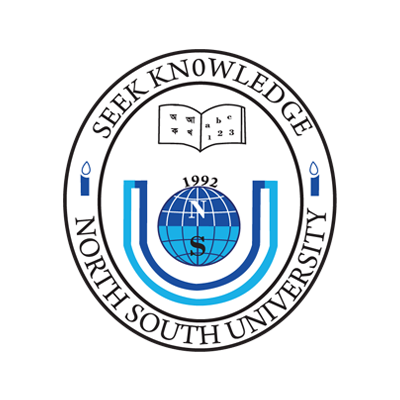 SEEK KN0WLEDGE
অ আ a b c
ক খ 1 2 3
1992
N
S
NORTH SOUTH UNIVERSITY